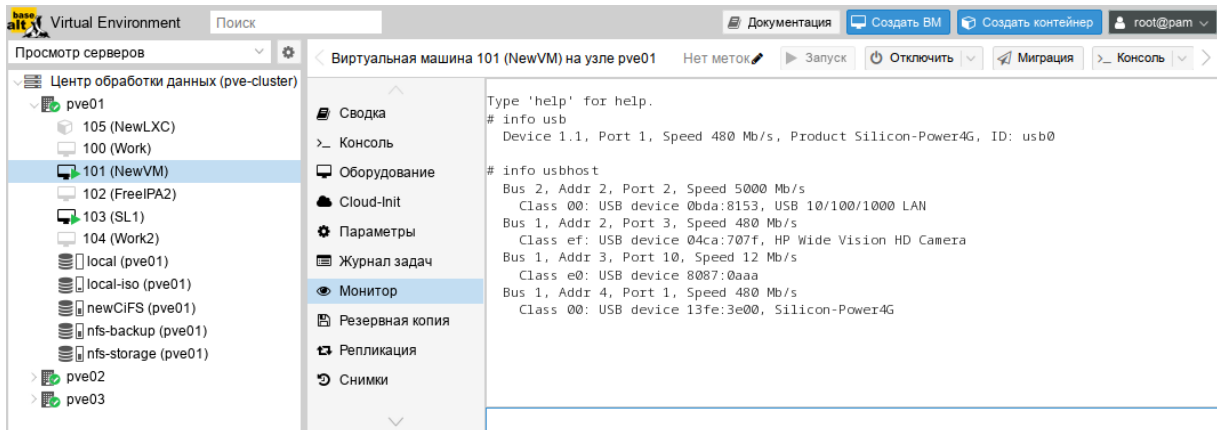 base
alt Virtual Environment Поиск Документация Создать ВМ Создать контейнер root@pam
Просмотр серверов Виртуальная машина 101 (NewVM) на узле pve01 Нет меток Запуск Отключить Миграция >_ Консоль
Центр обработки данных (pve-cluster)
pve01
105 (NewLXC)
100 (Work)
101 (NewVM)
102 (FreeIPA2)
103 (SL1)
104 (Work2)
local (pve01)
local-iso (pve01)
newCiFS (pve01)
nfs-backup (pve01)
nfs-storage (pve01)
pve02
pve03
Сводка
>_ Консоль
Оборудование
Cloud-Init
Параметры
Журнал задач
Монитор
Резервная копия
Репликация
Снимки
Type 'help' for help.
# info usb
Device 1.1, Port 1, Speed 480 Mb/s, Product Silicon-Power4G, ID: usb0
# info usbhost
Bus 2, Addr 2, Port 2, Speed 5000 Mb/s
Class 00: USB device 0bda:8153, USB 10/100/1000 LAN
Bus 1, Addr 2, Port 3, Speed 480 Mb/s
Class ef: USB device 04ca:707f, HP Wide Vision HD Camera
Bus 1, Addr 3, Port 10, Speed 12 Mb/s
Class e0: USB device 8087:0aaa
Bus 1, Addr 4, Port 1, Speed 480 Mb/s
Class 00: USB device 13fe:3e00, Silicon-Power4G